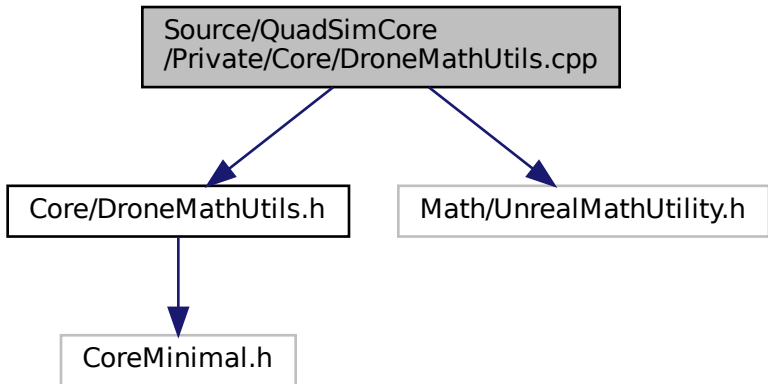 Source/QuadSimCore
/Private/Core/DroneMathUtils.cpp
Core/DroneMathUtils.h
Math/UnrealMathUtility.h
CoreMinimal.h